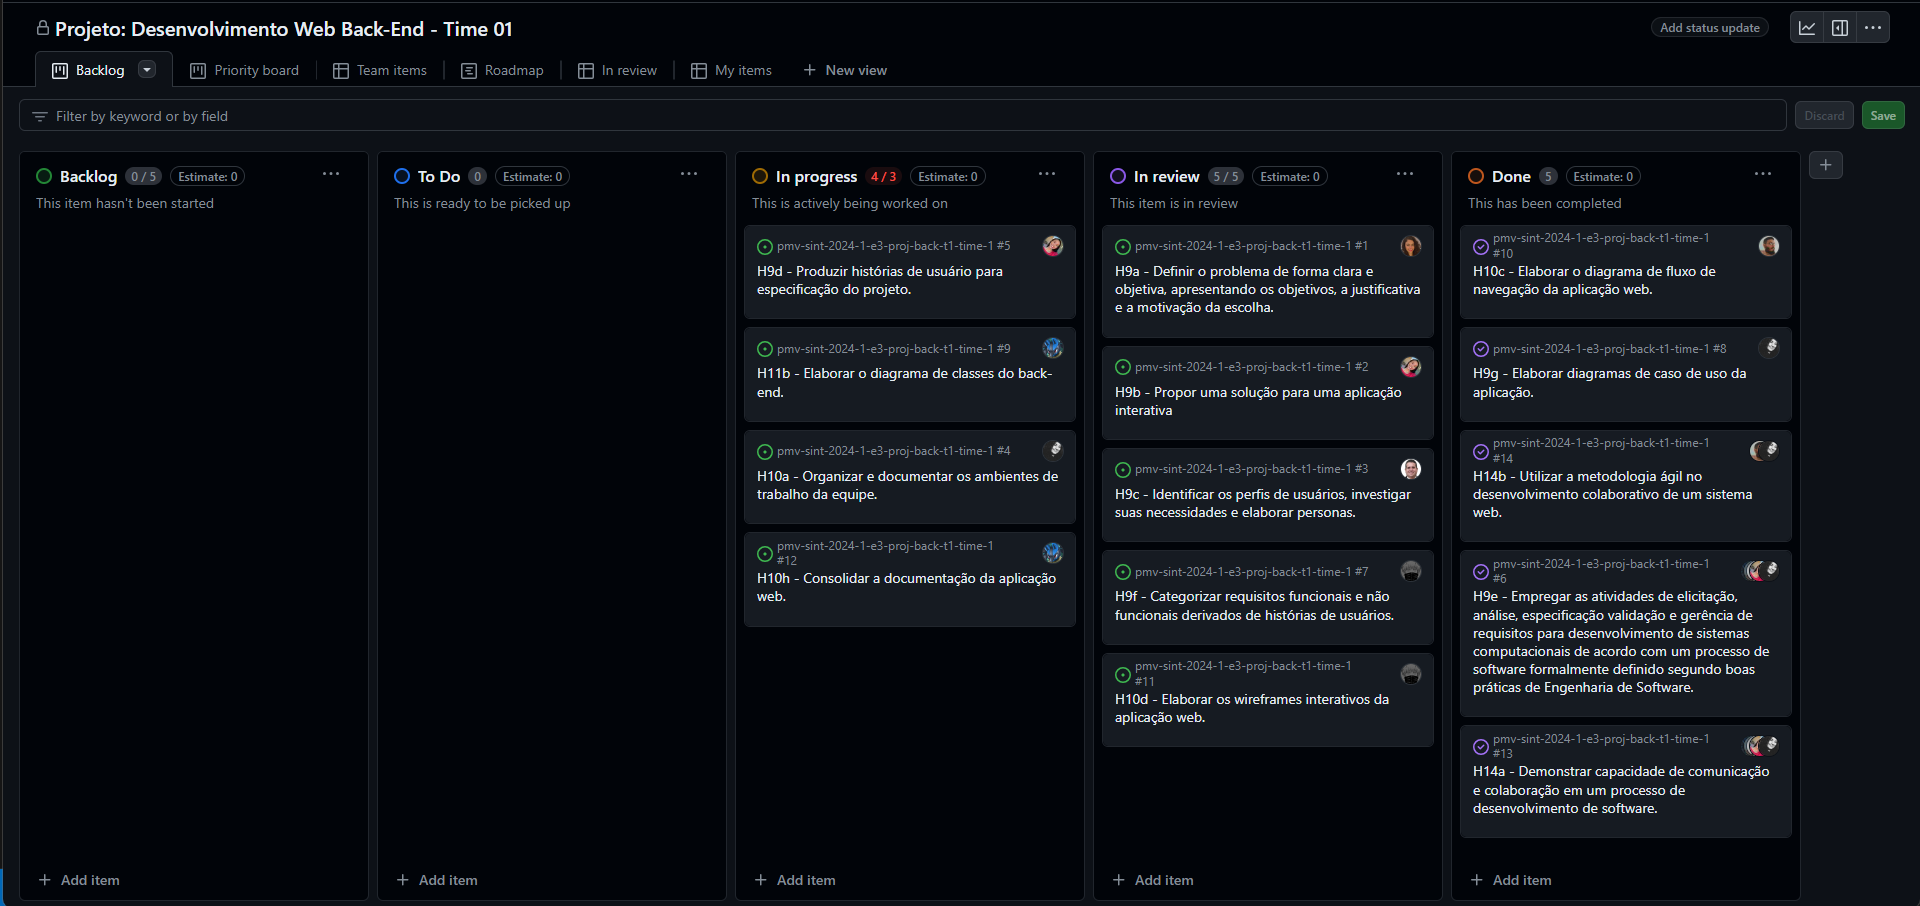 Projeto: Desenvolvimento Web Back-End - Time 01
Add status update
Backlog
Priority board
Team items
Roadmap
In review
My items
New view
Filter by keyword or by field
Discard
Save
Backlog 0 / 5 Estimate: 0
This item hasn't been started
Add item
To Do 0 Estimate: 0
This is ready to be picked up
Add item
In progress 4 / 3 Estimate: 0
This is actively being worked on
pmv-sint-2024-1-e3-proj-back-t1-time-1 #5
H9d - Produzir histórias de usuário para
especificação do projeto.
pmv-sint-2024-1-e3-proj-back-t1-time-1 #9
H11b - Elaborar o diagrama de classes do back-
end.
pmv-sint-2024-1-e3-proj-back-t1-time-1 #4
H10a - Organizar e documentar os ambientes de
trabalho da equipe.
pmv-sint-2024-1-e3-proj-back-t1-time-1
#12
H10h - Consolidar a documentação da aplicação
web.
Add item
In review 5 / 5 Estimate: 0
This item is in review
pmv-sint-2024-1-e3-proj-back-t1-time-1 #1
H9a - Definir o problema de forma clara e
objetiva, apresentando os objetivos, a justificativa
e a motivação da escolha.
pmv-sint-2024-1-e3-proj-back-t1-time-1 #2
H9b - Propor uma solução para uma aplicação
interativa
pmv-sint-2024-1-e3-proj-back-t1-time-1 #3
H9c - Identificar os perfis de usuários, investigar
suas necessidades e elaborar personas.
pmv-sint-2024-1-e3-proj-back-t1-time-1 #7
H9f - Categorizar requisitos funcionais e não
funcionais derivados de histórias de usuários.
pmv-sint-2024-1-e3-proj-back-t1-time-1
#11
H10d - Elaborar os wireframes interativos da
aplicação web.
Add item
Done 5 Estimate: 0
This has been completed
pmv-sint-2024-1-e3-proj-back-t1-time-1
#10
H10c - Elaborar o diagrama de fluxo de
navegação da aplicação web.
pmv-sint-2024-1-e3-proj-back-t1-time-1 #8
H9g - Elaborar diagramas de caso de uso da
aplicação.
pmv-sint-2024-1-e3-proj-back-t1-time-1
#14
H14b - Utilizar a metodologia ágil no
desenvolvimento colaborativo de um sistema
web.
pmv-sint-2024-1-e3-proj-back-t1-time-1
#6
H9e - Empregar as atividades de elicitação,
análise, especificação validação e gerência de
requisitos para desenvolvimento de sistemas
computacionais de acordo com um processo de
software formalmente definido segundo boas
práticas de Engenharia de Software.
pmv-sint-2024-1-e3-proj-back-t1-time-1
#13
H14a - Demonstrar capacidade de comunicação
e colaboração em um processo de
desenvolvimento de software.
Add item